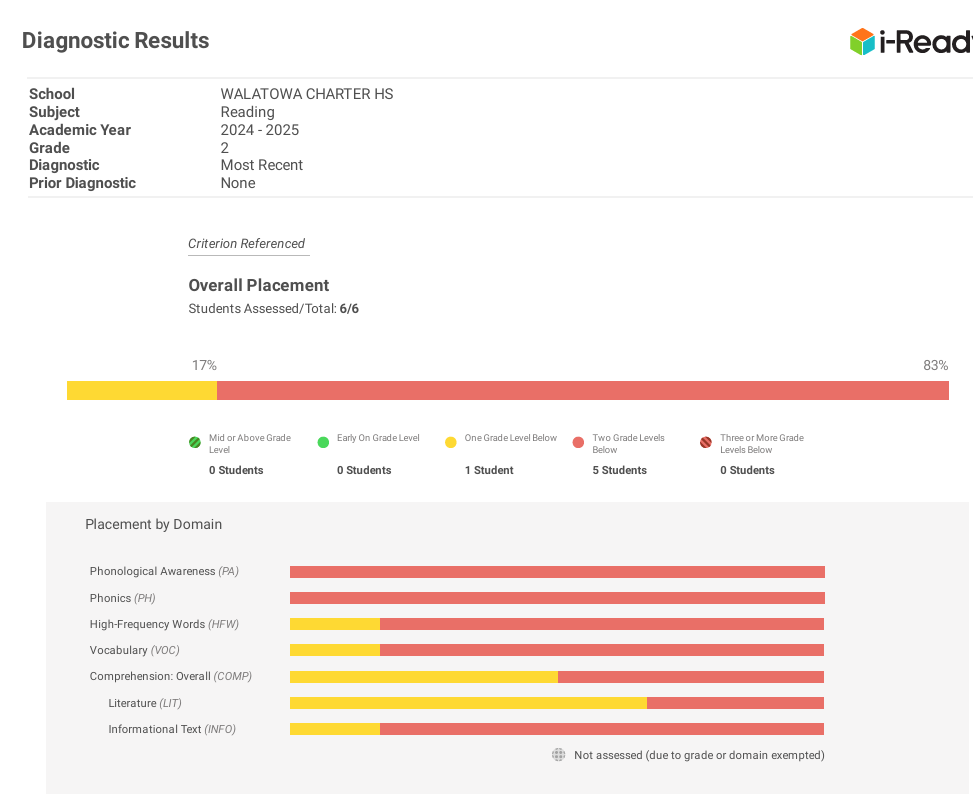 Diagnostic Results
i-Ready
School WALATOWA CHARTER HS
Subject Reading
Academic Year 2024 - 2025
Grade 2
Diagnostic Most Recent
Prior Diagnostic None
Criterion Referenced
Overall Placement
Students Assessed/Total: 6/6
17% 83%
Mid or Above Grade Level
0 Students
Early On Grade Level
0 Students
One Grade Level Below
1 Student
Two Grade Levels Below
5 Students
Three or More Grade Levels Below
0 Students
Placement by Domain
Phonological Awareness (PA)
Phonics (PH)
High-Frequency Words (HFW)
Vocabulary (VOC)
Comprehension: Overall (COMP)
Literature (LIT)
Informational Text (INFO)
Not assessed (due to grade or domain exempted)